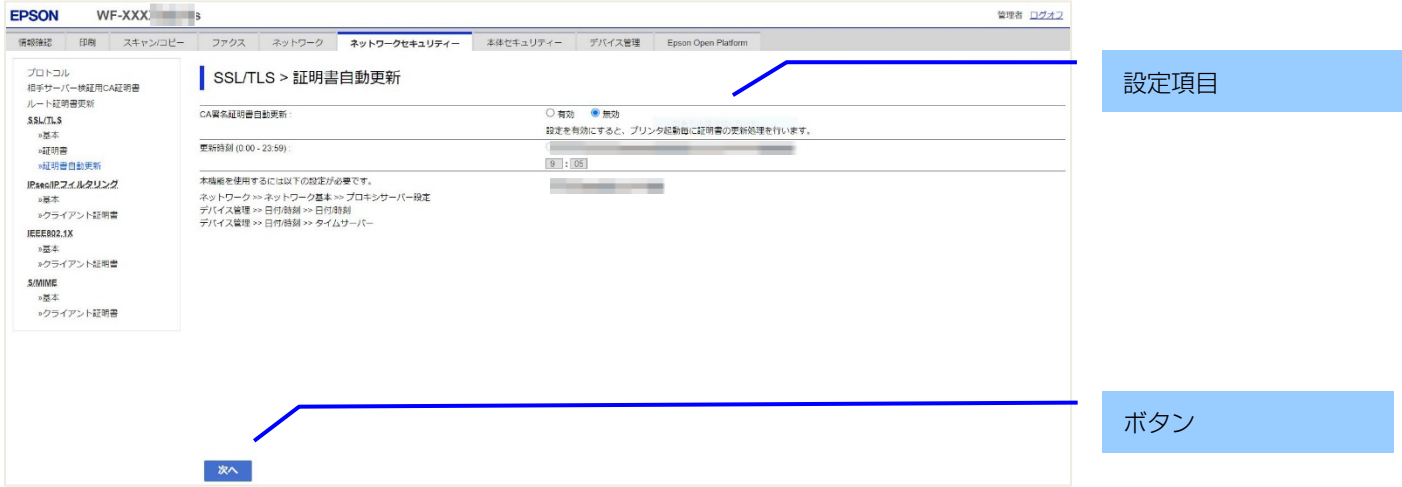 EPSON WF-XXX s 管理者 ログオフ
情報確認 印刷 スキャン/コピー ファクス ネットワーク ネットワークセキュリティー 本体セキュリティー デバイス管理 Epson Open Platform
プロトコル
相手サーバー検証用CA証明書
ルート証明書更新
SSL/TLS
»基本
»証明書
»証明書自動更新
IPsec/IPフィルタリング
»基本
»クライアント証明書
IEEE802.1X
»基本
»クライアント証明書
S/MIME
»基本
»クライアント証明書
SSL/TLS > 証明書自動更新
CA署名証明書自動更新 : 有効 無効
設定を有効にすると、プリンタ起動毎に証明書の更新処理を行います。
更新時刻 (0:00 - 23:59) :
9 : 05
本機能を使用するには以下の設定が必要です。
ネットワーク >> ネットワーク基本 >> プロキシサーバー設定
デバイス管理 >> 日付/時刻 >> 日付/時刻
デバイス管理 >> 日付/時刻 >> タイムサーバー
次へ
設定項目
ボタン